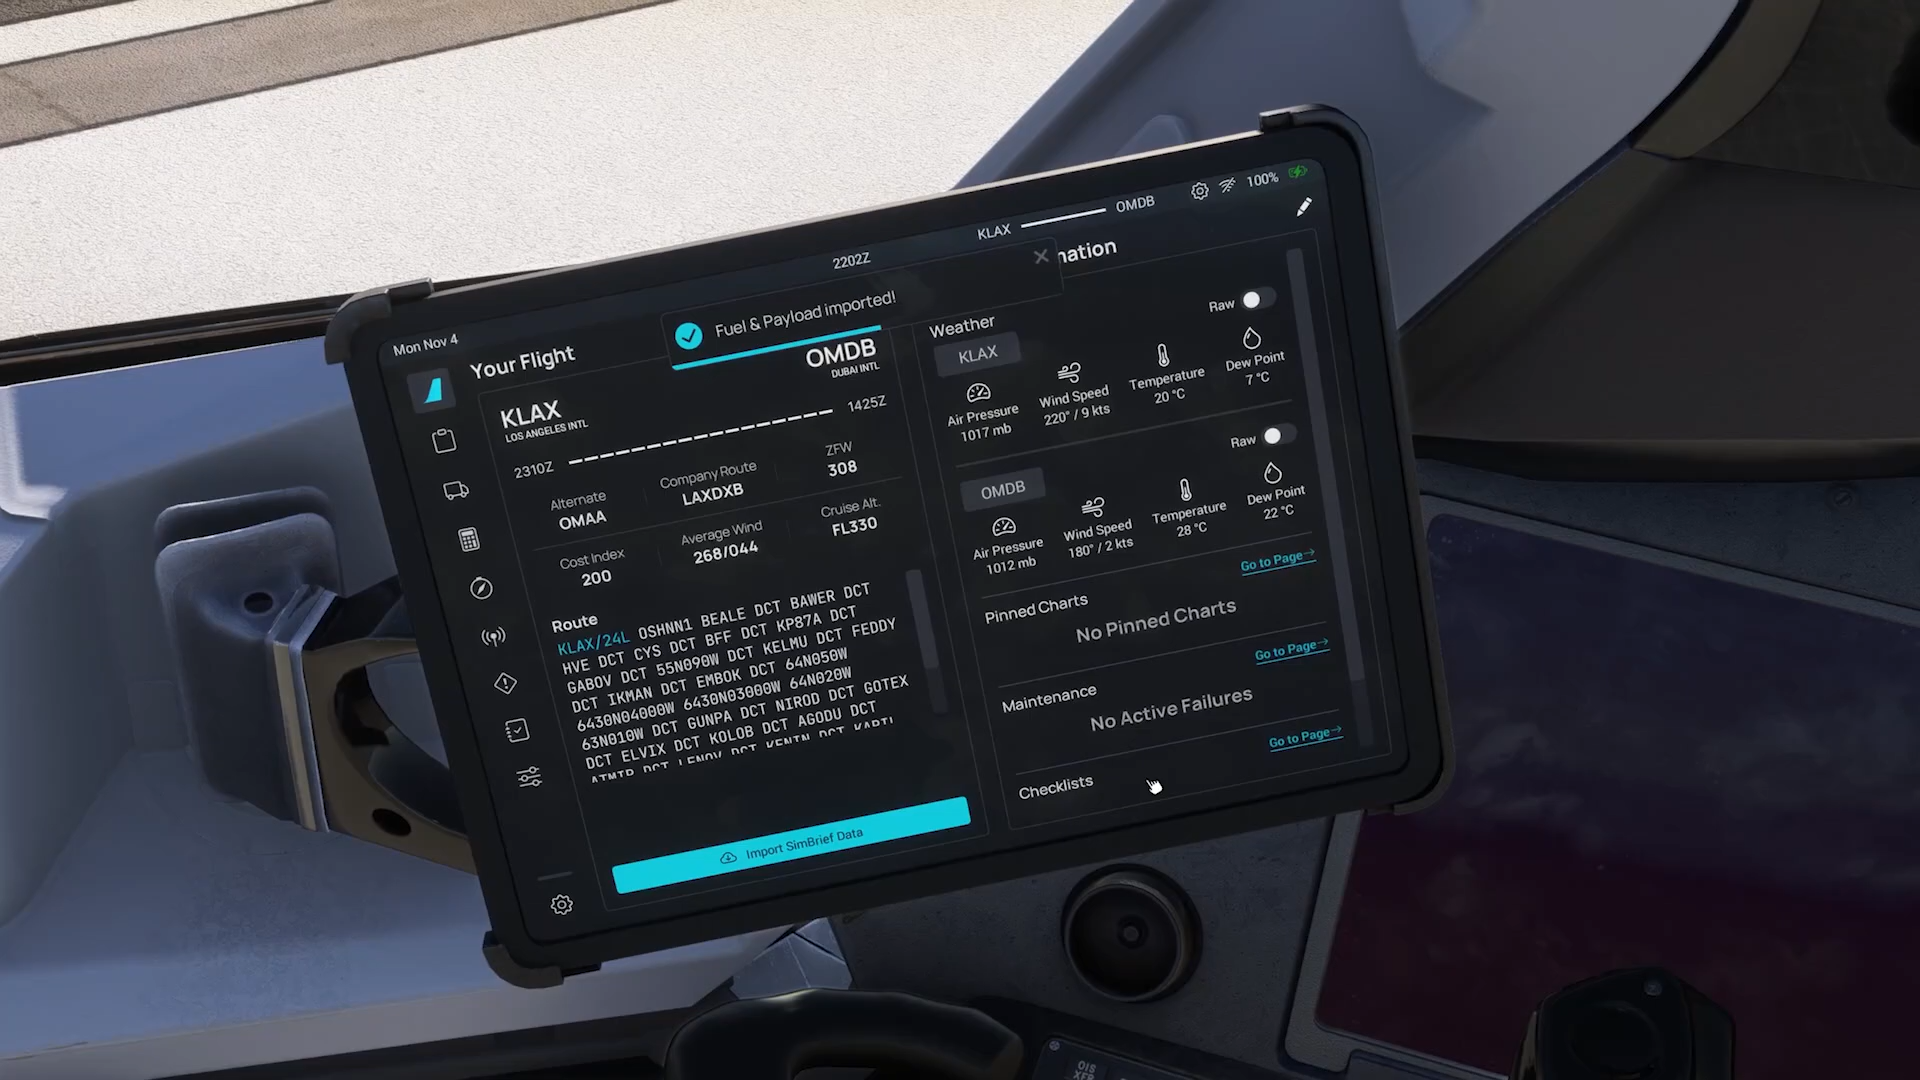 Mon Nov 4
2202Z
KLAX
OMDB
100%
Fuel & Payload imported!
Your Flight
KLAX
LOS ANGELES INTL
OMDB
DUBAI INTL
2310Z
1425Z
Alternate
OMAA
Company Route
LAXDXB
ZFW
308
Cost Index
200
Average Wind
268/044
Cruise Alt.
FL330
Route
KLAX/24L OSHNN1 BEALE DCT BAWER DCT
HVE DCT CYS DCT BFF DCT KP87A DCT
GABOV DCT 55N090W DCT KELMU DCT FEDDY
DCT IKMAN DCT EMBOK DCT 64N050W
6430N04000W 6430N03000W 64N020W
63N010W DCT GUNPA DCT NIROD DCT GOTEX
DCT ELVIX DCT KOLOB DCT AGODU DCT
DCT LENOV DCT KENIN DCT
Import SimBrief Data
mation
Weather
KLAX
Raw
Air Pressure
1017 mb
Wind Speed
220° / 9 kts
Temperature
20 °C
Dew Point
7 °C
OMDB
Raw
Air Pressure
1012 mb
Wind Speed
180° / 2 kts
Temperature
28 °C
Dew Point
22 °C
Pinned Charts
Go to Page
No Pinned Charts
Maintenance
Go to Page
No Active Failures
Checklists
Go to Page
OIS